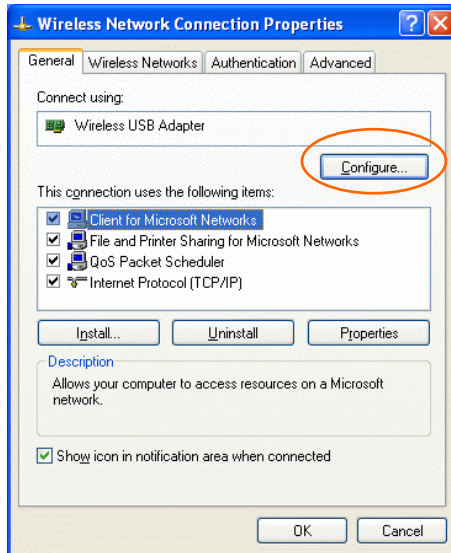 Wireless Network Connection Properties
General Wireless Networks Authentication Advanced
Connect using:
Wireless USB Adapter
Configure...
This connection uses the following items:
Client for Microsoft Networks
File and Printer Sharing for Microsoft Networks
QoS Packet Scheduler
Internet Protocol (TCP/IP)
Install... Uninstall Properties
Description
Allows your computer to access resources on a Microsoft
network.
Show icon in notification area when connected
OK Cancel